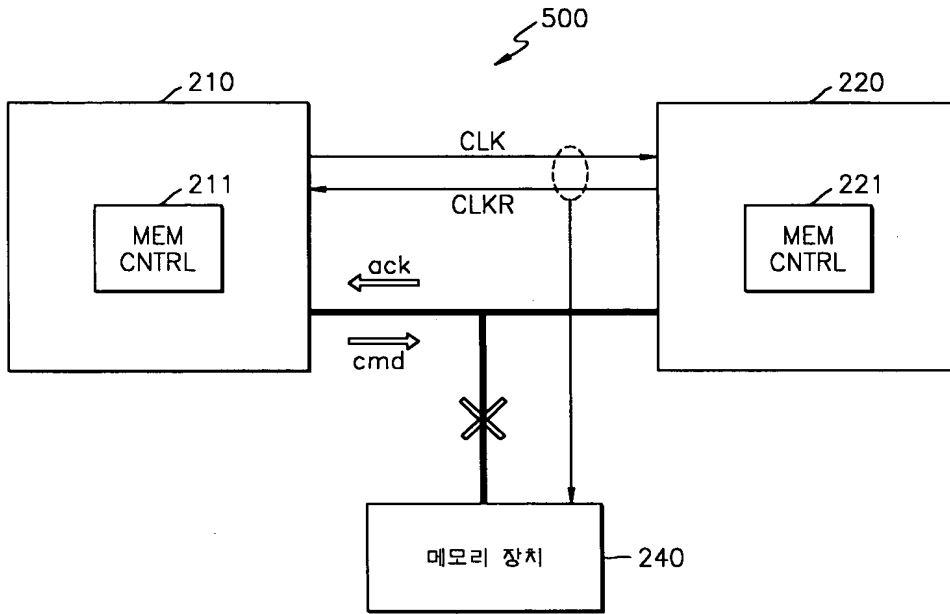 500
210
220
CLK
CLKR
211
221
MEM
CNTRL
MEM
CNTRL
ack
cmd
메모리 장치
240